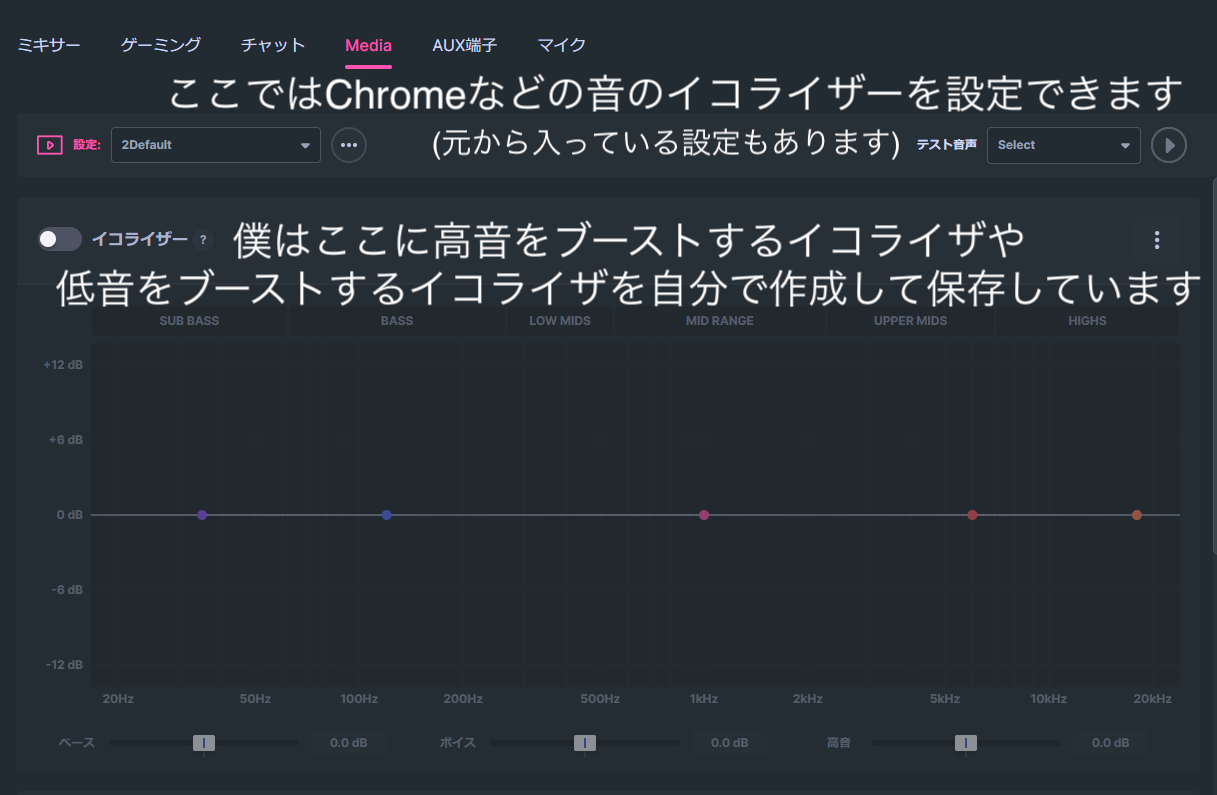 ミキサー ゲーミング チャット Media AUX端子 マイク
ここではChromeなどの音のイコライザーを設定できます
設定: 2Default (元から入っている設定もあります) テスト音声 Select
イコライザー ? 僕はここに高音をブーストするイコライザや
低音をブーストするイコライザを自分で作成して保存しています
SUB BASS BASS LOW MIDS MID RANGE UPPER MIDS HIGHS
+12 dB
+6 dB
0 dB
-6 dB
-12 dB
20Hz 50Hz 100Hz 200Hz 500Hz 1kHz 2kHz 5kHz 10kHz 20kHz
ベース 0.0 dB ボイス 0.0 dB 高音 0.0 dB